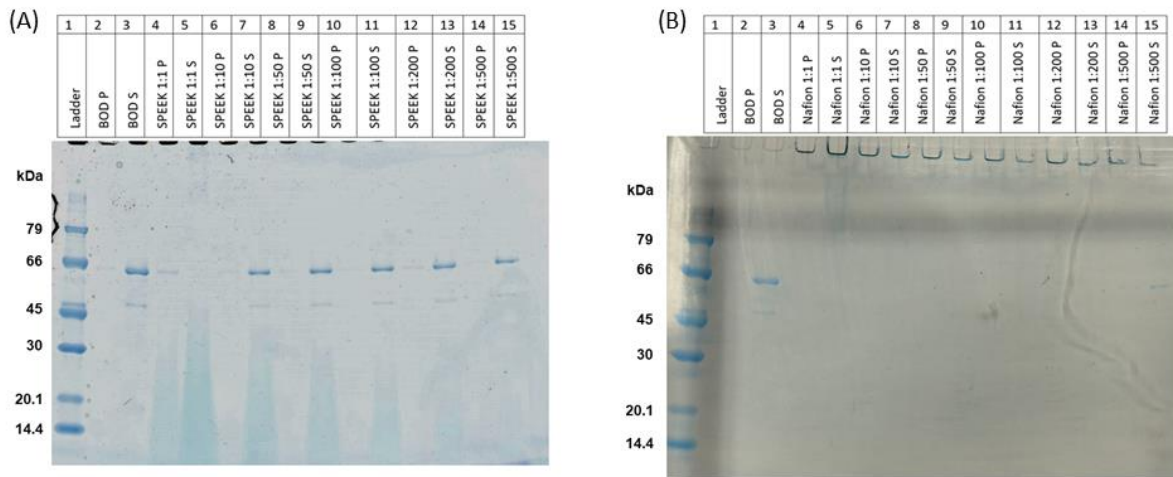 (A)
1 2 3 4 5 6 7 8 9 10 11 12 13 14 15
Ladder
BOD P
BOD S
SPEEK 1:1 P
SPEEK 1:1 S
SPEEK 1:10 P
SPEEK 1:10 S
SPEEK 1:50 P
SPEEK 1:50 S
SPEEK 1:100 P
SPEEK 1:100 S
SPEEK 1:200 P
SPEEK 1:200 S
SPEEK 1:500 P
SPEEK 1:500 S
kDa
79
66
45
30
20.1
14.4
(B)
1 2 3 4 5 6 7 8 9 10 11 12 13 14 15
Ladder
BOD P
BOD S
Nafion 1:1 P
Nafion 1:1 S
Nafion 1:10 P
Nafion 1:10 S
Nafion 1:50 P
Nafion 1:50 S
Nafion 1:100 P
Nafion 1:100 S
Nafion 1:200 P
Nafion 1:200 S
Nafion 1:500 P
Nafion 1:500 S
kDa
79
66
45
30
20.1
14.4